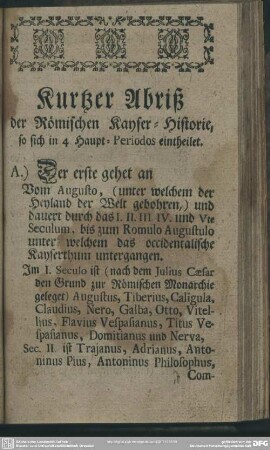 Kurtzer Abriß
der Römischen Kayser-Historie,
so sich in 4 Haupt-Periodos eintheilet.
A.) Der erste gehet an
Vom Augusto, (unter welchem der
Heyland der Welt gebohren,) und
dauert durch das I. II. III. IV. und Vte
Seculum, bis zum Romulo Augustulo
unter welchem das occidentalische
Kayserthum untergangen.
Im I. Seculo ist (nach dem Julius Cæsar
den Grund zur Römischen Monarchie
geleget) Augustus, Tiberius, Caligula,
Claudius, Nero, Galba, Otto, Vitel-
lius, Flavius Vespasianus, Titus Ve-
spasianus, Domitianus und Nerva,
Sec. II. ist Trajanus, Adrianus, Anto-
ninus Pius, Antoninus Philosophus,
Com-